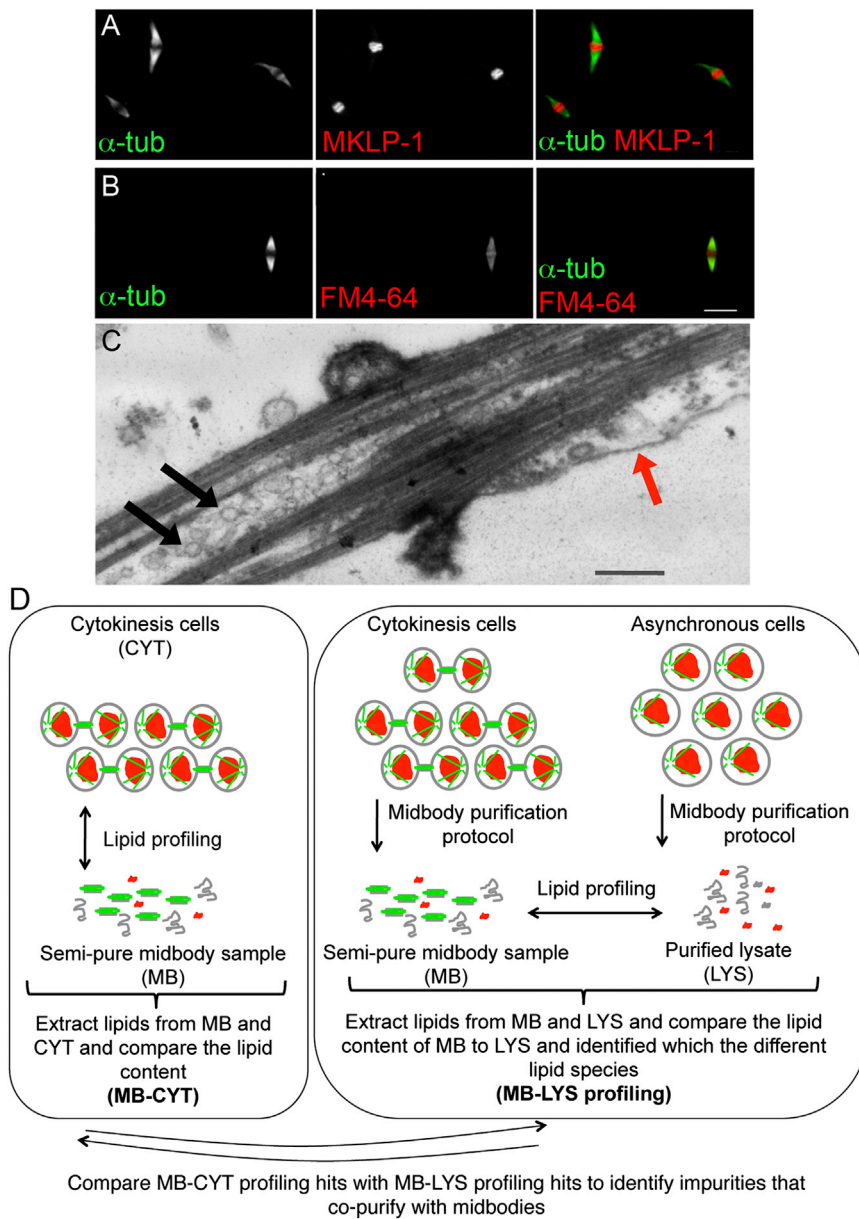 A
α-tub
MKLP-1
α-tub MKLP-1
B
α-tub
FM4-64
α-tub
FM4-64
C
D
Cytokinesis cells
(CYT)
Lipid profiling
Semi-pure midbody sample
(MB)
Extract lipids from MB and
CYT and compare the lipid
content
(MB-CYT)
Cytokinesis cells
Asynchronous cells
Midbody purification
protocol
Midbody purification
protocol
Lipid profiling
Semi-pure midbody sample
(MB)
Purified lysate
(LYS)
Extract lipids from MB and LYS and compare the lipid
content of MB to LYS and identified which the different
lipid species
(MB-LYS profiling)
Compare MB-CYT profiling hits with MB-LYS profiling hits to identify impurities that
co-purify with midbodies